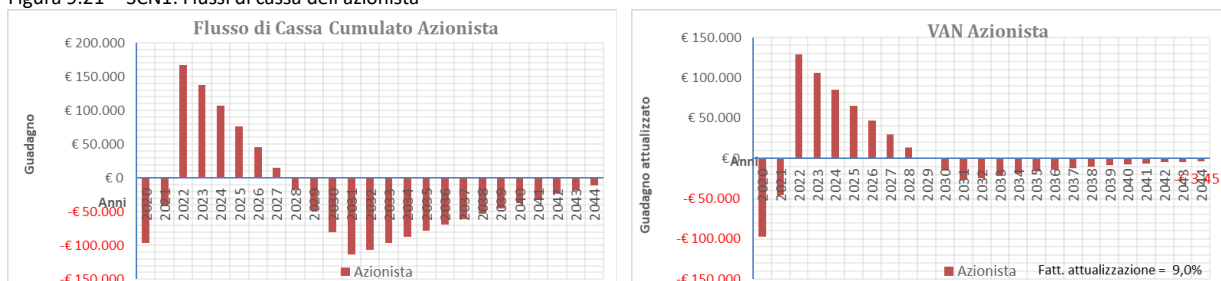 Figura 9.21 – SCN1: Flussi di cassa dell'azionista
Flusso di Cassa Cumulato Azionista
Guadagno
€ 200.000
€ 150.000
€ 100.000
€ 50.000
€ 0
-€ 50.000
-€ 100.000
-€ 150.000
Anni
2020 2021 2022 2023 2024 2025 2026 2027 2028 2029 2030 2031 2032 2033 2034 2035 2036 2037 2038 2039 2040 2041 2042 2043 2044
Azionista
VAN Azionista
Guadagno attualizzato
€ 150.000
€ 100.000
€ 50.000
€ 0
-€ 50.000
-€ 100.000
-€ 150.000
Anni
2020 2021 2022 2023 2024 2025 2026 2027 2028 2029 2030 2031 2032 2033 2034 2035 2036 2037 2038 2039 2040 2041 2042 2043 2044
Azionista
Fatt. attualizzazione = 9,0%